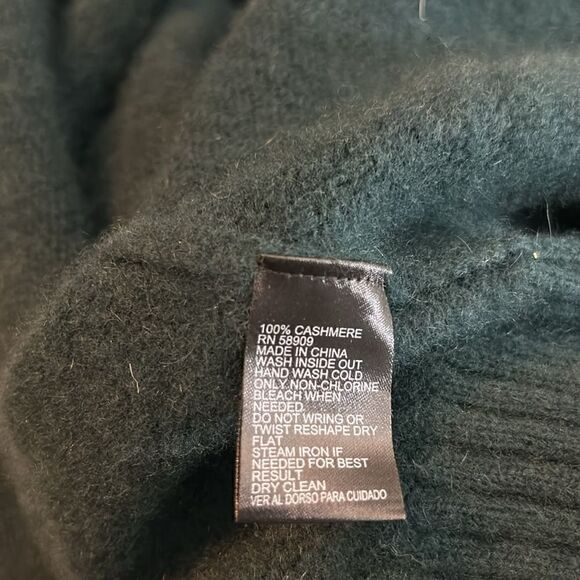 100% CASHMERE
RN 58909
MADE IN CHINA
WASH INSIDE OUT
HAND WASH COLD
ONLY NON-CHLORINE
BLEACH WHEN
NEEDED.
DO NOT WRING OR
TWIST RESHAPE DRY
FLAT
STEAM IRON IF
NEEDED FOR BEST
RESULT
DRY CLEAN
VER AL DORSO PARA CUIDADO